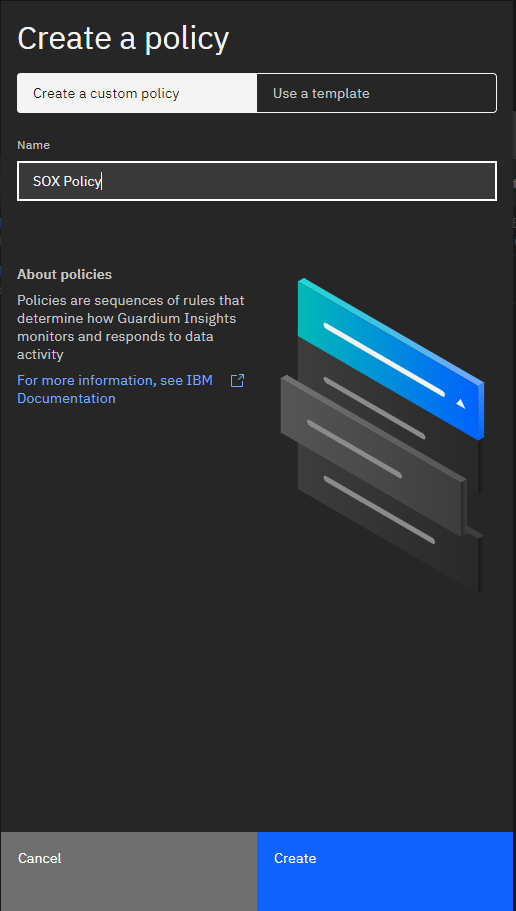 Create a policy
Create a custom policy
Use a template
Name
SOX Policy
About policies
Policies are sequences of rules that
determine how Guardium Insights
monitors and responds to data
activity
For more information, see IBM
Documentation
Cancel
Create